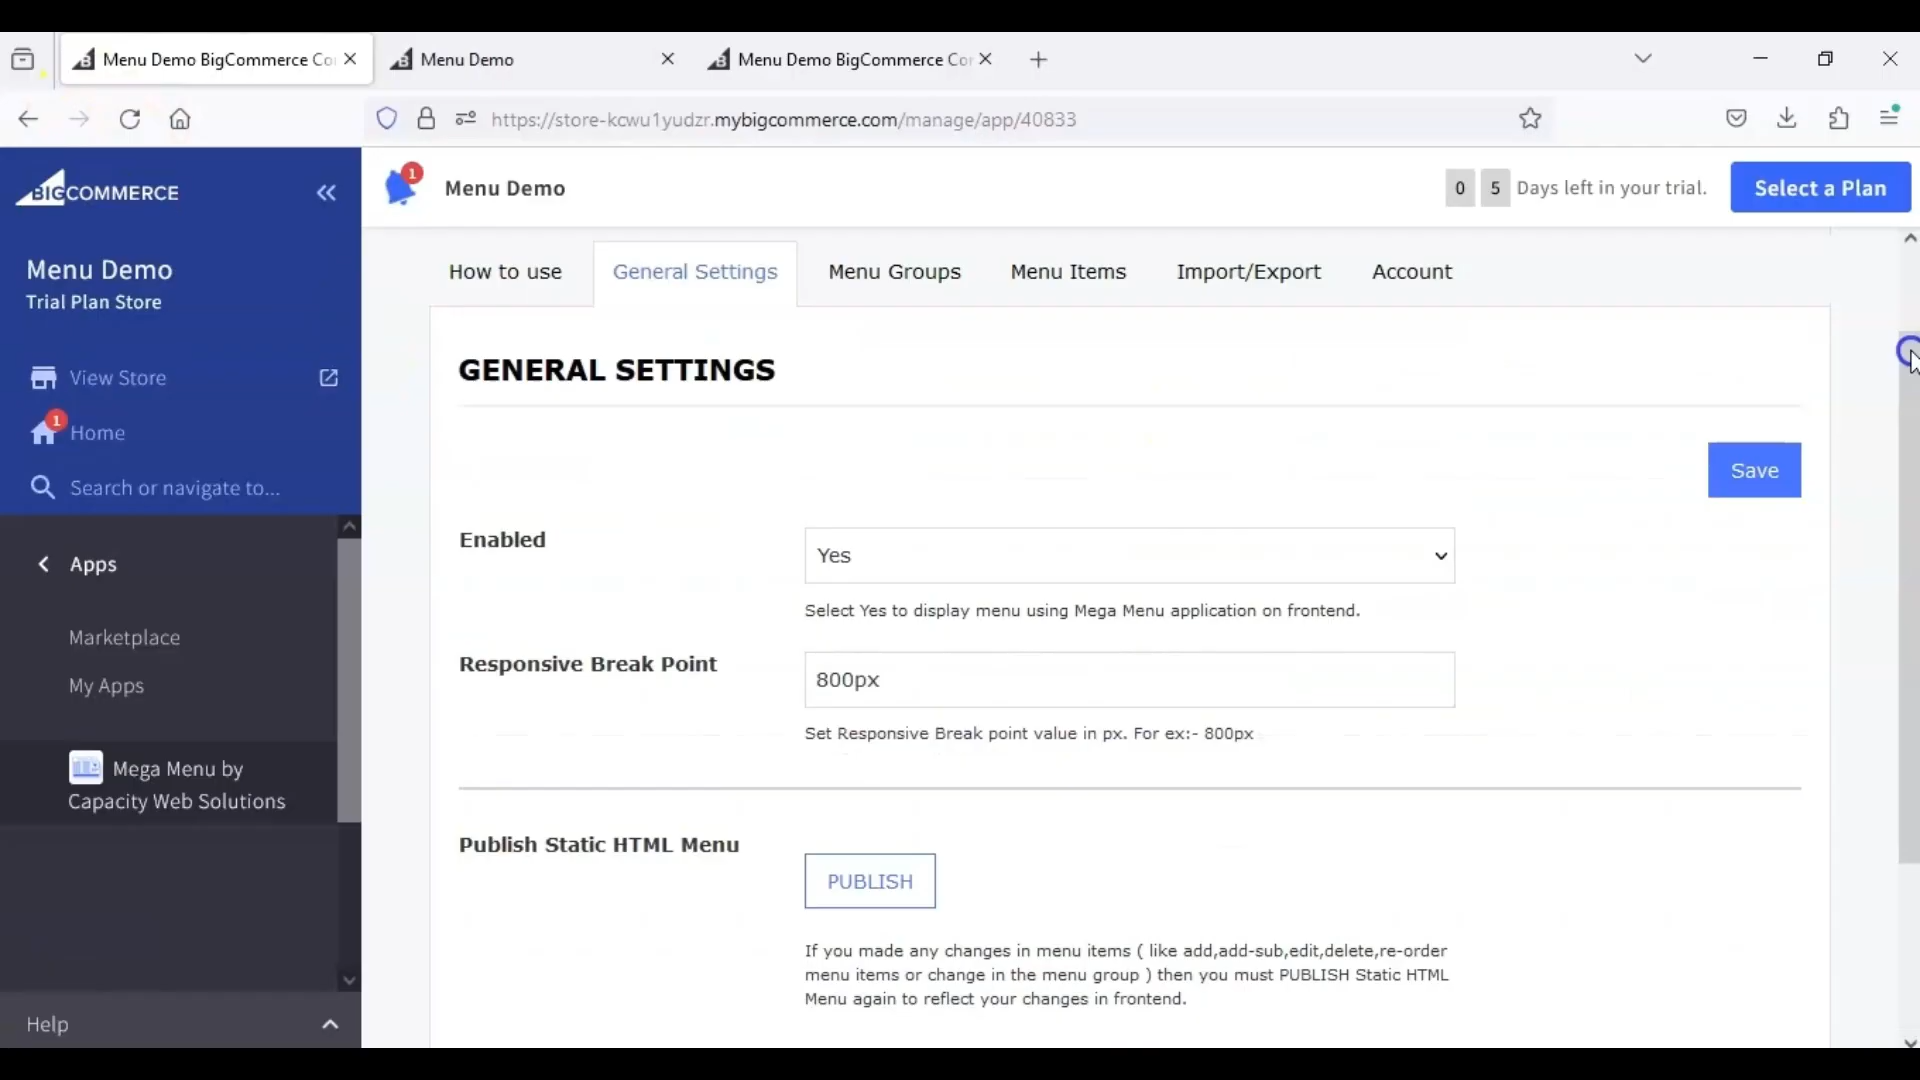 Menu Demo BigCommerce Co
Menu Demo
Menu Demo BigCommerce Co
https://store-kcwu1yudzr.mybigcommerce.com/manage/app/40833
BIGCOMMERCE
1
Menu Demo
0 5 Days left in your trial.
Select a Plan
Menu Demo
Trial Plan Store
View Store
1
Home
Search or navigate to...
Apps
Marketplace
My Apps
Mega Menu by
Capacity Web Solutions
Help
How to use
General Settings
Menu Groups
Menu Items
Import/Export
Account
GENERAL SETTINGS
Save
Enabled
Yes
Select Yes to display menu using Mega Menu application on frontend.
Responsive Break Point
800px
Set Responsive Break point value in px. For ex:- 800px
Publish Static HTML Menu
PUBLISH
If you made any changes in menu items ( like add,add-sub,edit,delete,re-order
menu items or change in the menu group ) then you must PUBLISH Static HTML
Menu again to reflect your changes in frontend.